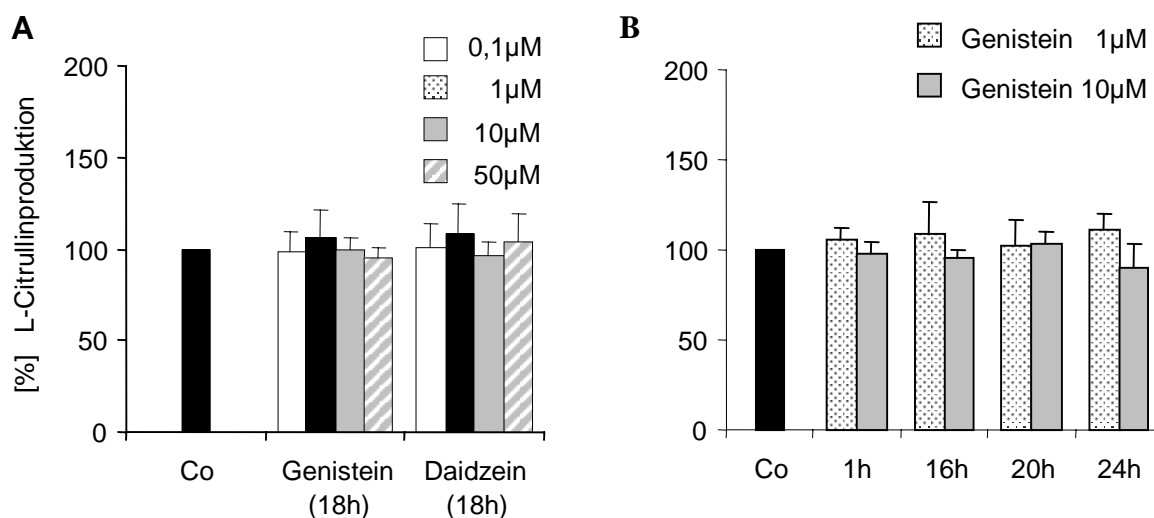 A
0,1µM
1µM
10µM
50µM
200
150
100
50
0
[%] L-Citrullinproduktion
Co
Genistein
(18h)
Daidzein
(18h)
B
Genistein 1µM
Genistein 10µM
200
150
100
50
0
Co
1h
16h
20h
24h